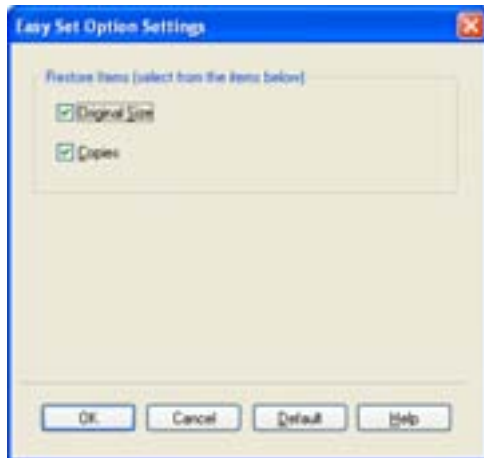 Easy Set Option Settings
Restore Items (select from the items below)
Original Size
Copies
OK
Cancel
Default
Help